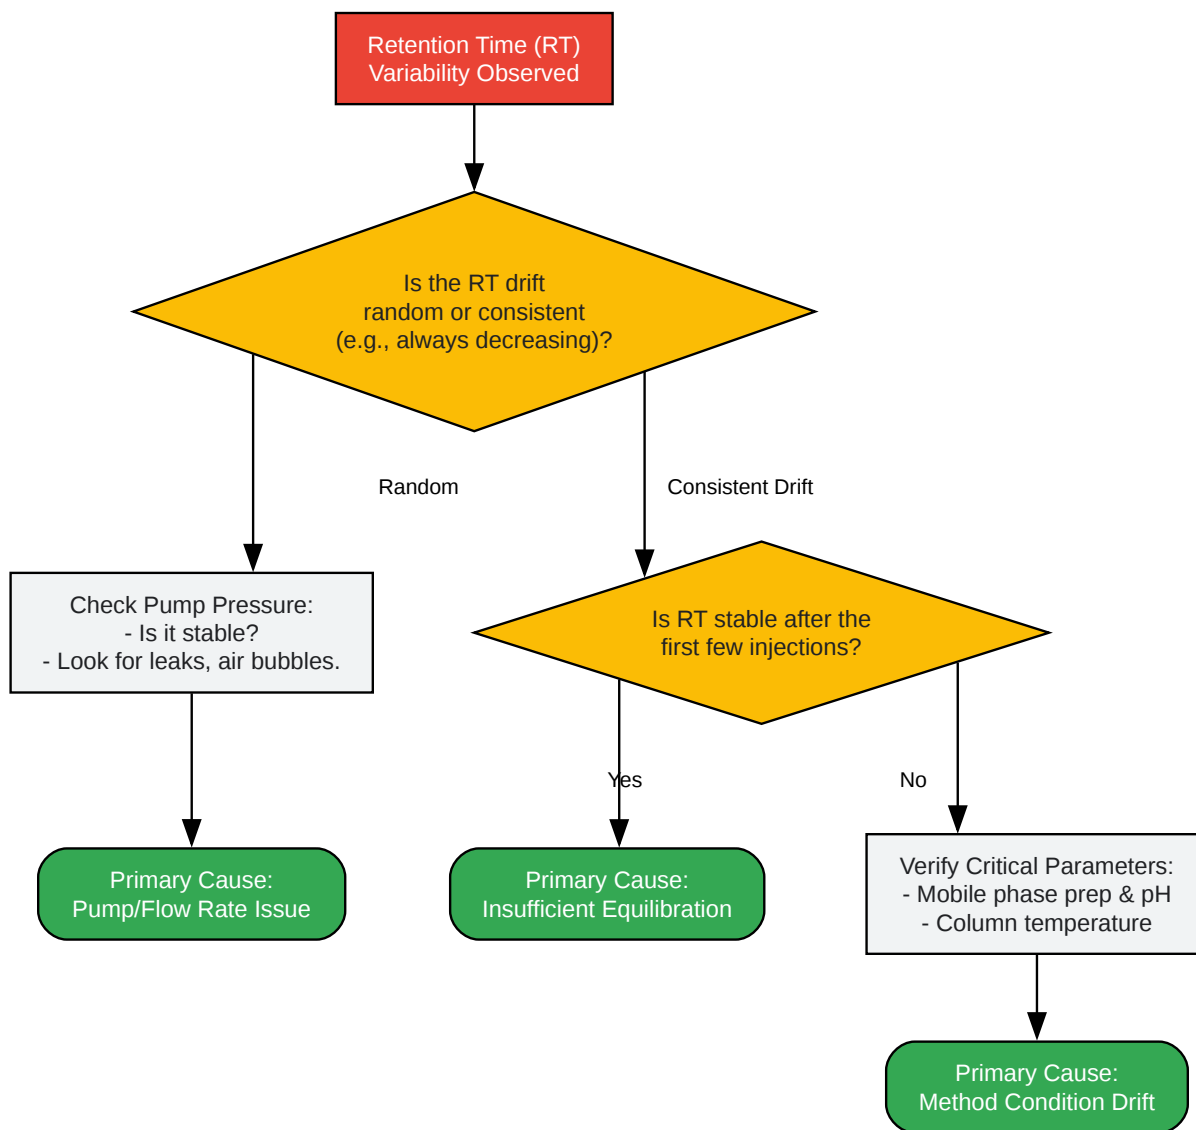 Retention Time (RT)
Variability Observed
Is the RT drift
random or consistent
(e.g., always decreasing)?
Random
Consistent Drift
Check Pump Pressure:
- Is it stable?
- Look for leaks, air bubbles.
Is RT stable after the
first few injections?
Yes
No
Primary Cause:
Pump/Flow Rate Issue
Primary Cause:
Insufficient Equilibration
Verify Critical Parameters:
- Mobile phase prep & pH
- Column temperature
Primary Cause:
Method Condition Drift